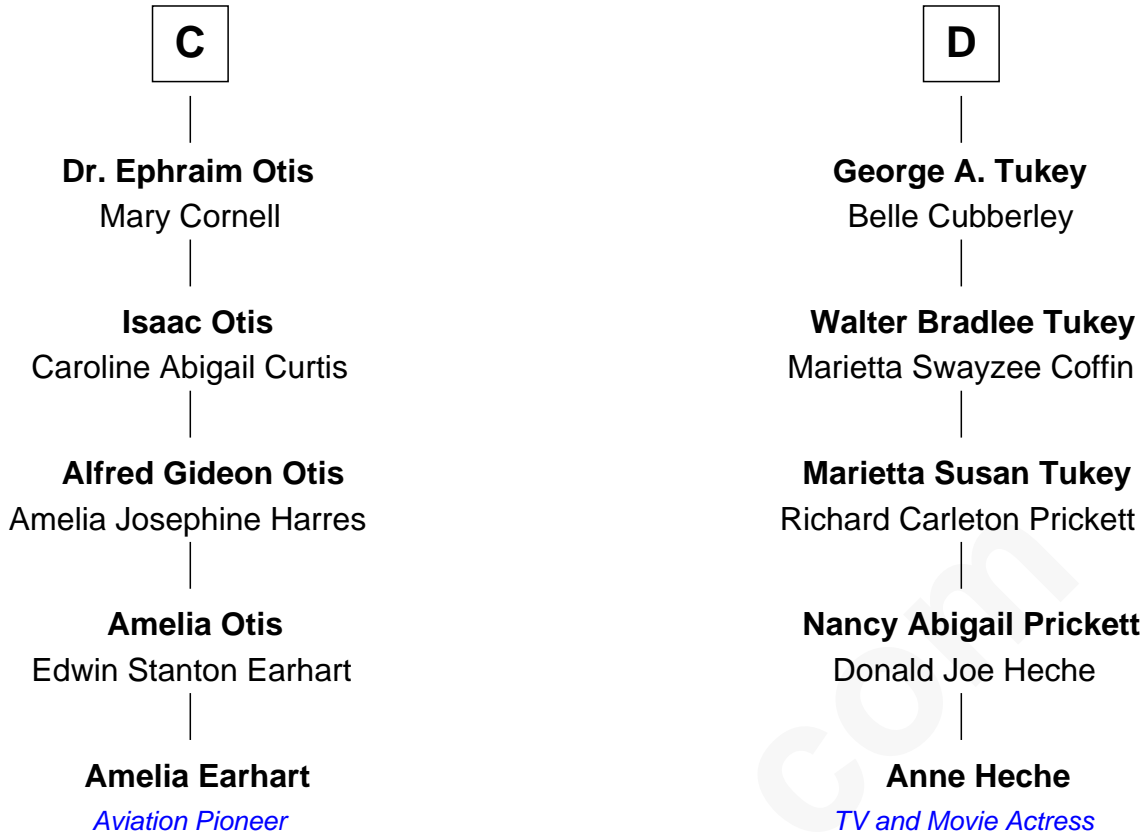 C
Dr. Ephraim Otis
Mary Cornell
Isaac Otis
Caroline Abigail Curtis
Alfred Gideon Otis
Amelia Josephine Harres
Amelia Otis
Edwin Stanton Earhart
Amelia Earhart
Aviation Pioneer
D
George A. Tukey
Belle Cubberley
Walter Bradlee Tukey
Marietta Swayzee Coffin
Marietta Susan Tukey
Richard Carleton Prickett
Nancy Abigail Prickett
Donald Joe Heche
Anne Heche
TV and Movie Actress
com